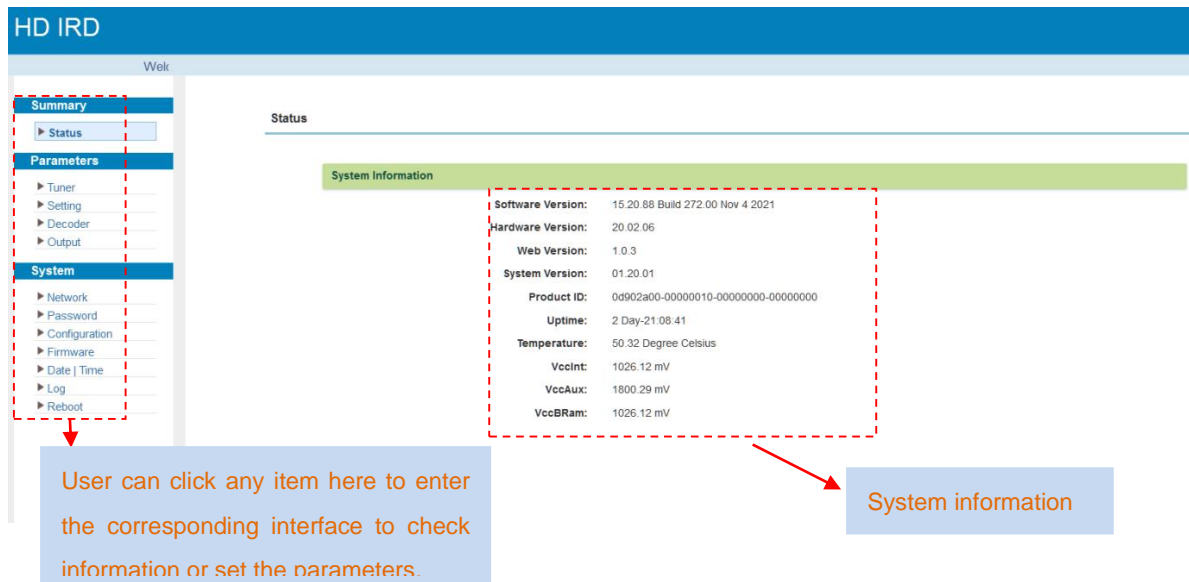 HD IRD
Welc
Summary
Status
Parameters
Tuner
Setting
Decoder
Output
System
Network
Password
Configuration
Firmware
Date | Time
Log
Reboot
Status
System Information
Software Version: 15.20.88 Build 272.00 Nov 4 2021
Hardware Version: 20.02.06
Web Version: 1.0.3
System Version: 01.20.01
Product ID: 0d902a00-00000010-00000000-00000000
Uptime: 2 Day-21:08:41
Temperature: 50.32 Degree Celsius
VccInt: 1026.12 mV
VccAux: 1800.29 mV
VccBRam: 1026.12 mV
User can click any item here to enter
the corresponding interface to check
information or set the parameters.
System information